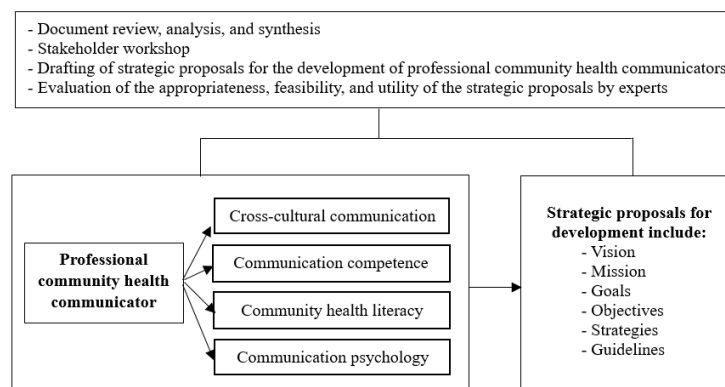 - Document review, analysis, and synthesis
- Stakeholder workshop
- Drafting of strategic proposals for the development of professional community health communicators
- Evaluation of the appropriateness, feasibility, and utility of the strategic proposals by experts
Professional
community health
communicator
Cross-cultural communication
Communication competence
Community health literacy
Communication psychology
Strategic proposals for
development include:
- Vision
- Mission
- Goals
- Objectives
- Strategies
- Guidelines